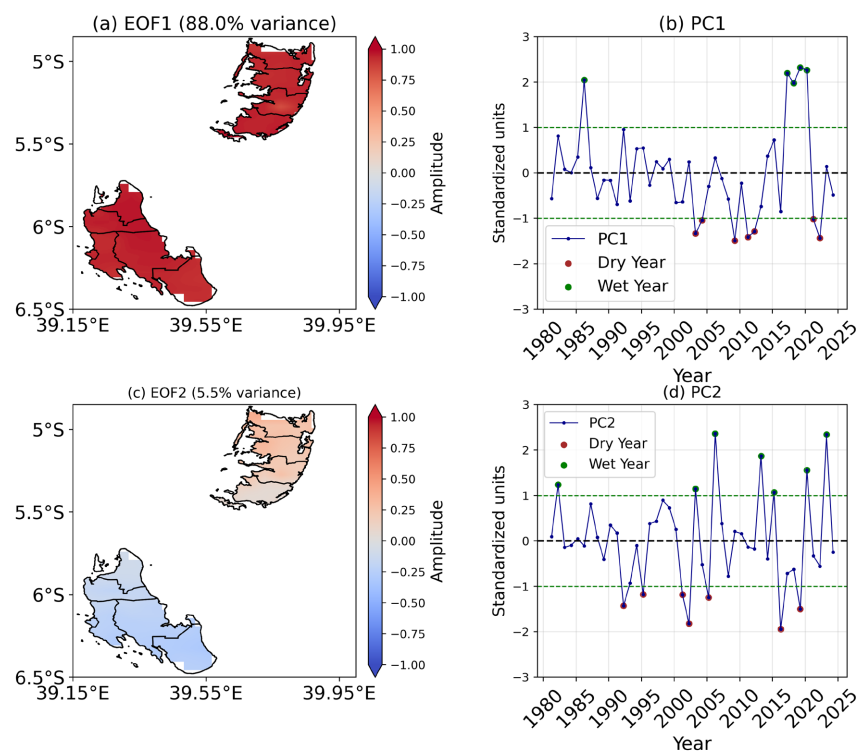 (a) EOF1 (88.0% variance)
5°S
5.5°S
6°S
6.5°S
39.15°E 39.55°E 39.95°E
1.00
0.75
0.50
0.25
0.00
−0.25
−0.50
−0.75
−1.00
Amplitude
(b) PC1
3
2
1
0
−1
−2
−3
Standardized units
PC1
Dry Year
Wet Year
1980 1985 1990 1995 2000 2005 2010 2015 2020 2025
Year
(c) EOF2 (5.5% variance)
5°S
5.5°S
6°S
6.5°S
39.15°E 39.55°E 39.95°E
1.00
0.75
0.50
0.25
0.00
−0.25
−0.50
−0.75
−1.00
Amplitude
(d) PC2
3
2
1
0
−1
−2
−3
Standardized units
PC2
Dry Year
Wet Year
1980 1985 1990 1995 2000 2005 2010 2015 2020 2025
Year